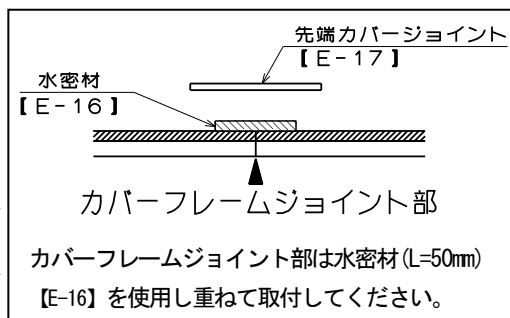 先端カバージョイント
【E-17】
水密材
【E-16】
カバーフレームジョイント部
カバーフレームジョイント部は水密材(L=50mm)
【E-16】を使用し重ねて取付してください。